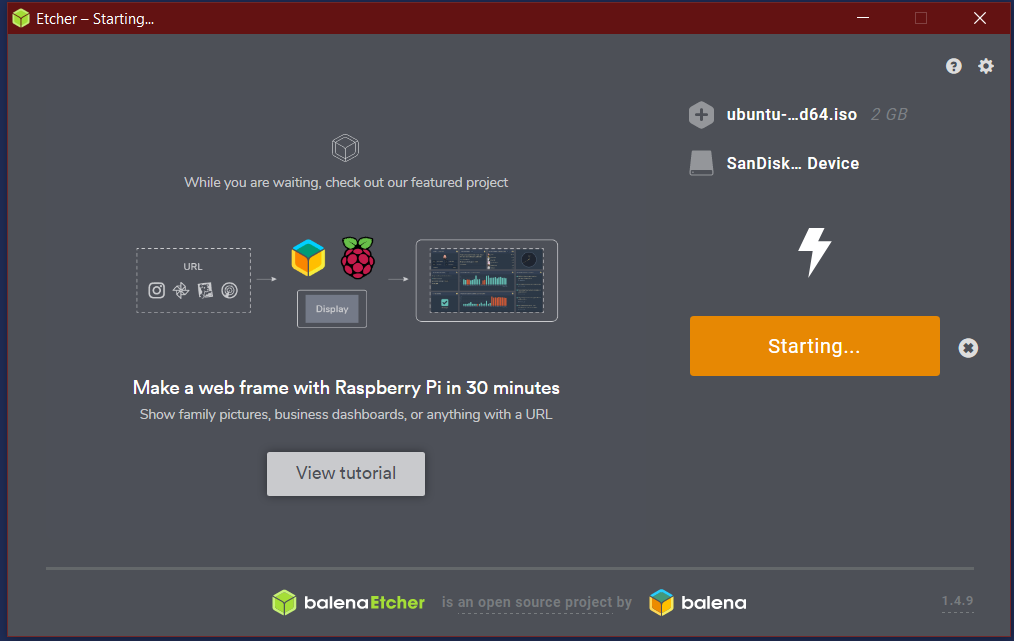 Etcher – Starting...
ubuntu-...d64.iso 2 GB
SanDisk... Device
While you are waiting, check out our featured project
URL
Display
Starting...
Make a web frame with Raspberry Pi in 30 minutes
Show family pictures, business dashboards, or anything with a URL
View tutorial
balenaEtcher is an open source project by balena
1.4.9